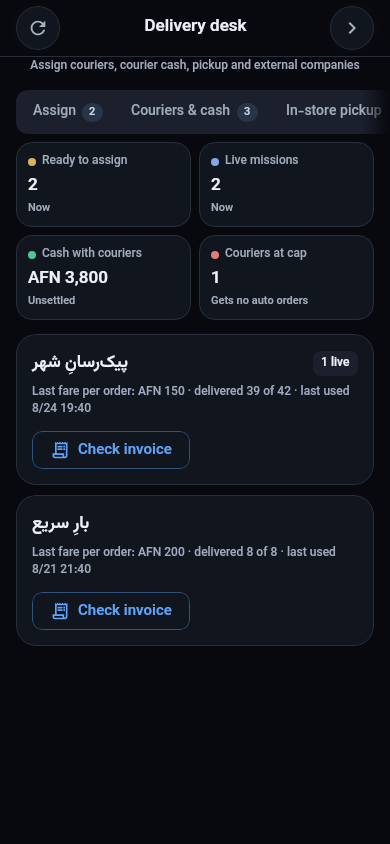 Delivery desk
Assign couriers, courier cash, pickup and external companies
Assign 2 Couriers & cash 3 In-store pickup
Ready to assign
2
Now
Live missions
2
Now
Cash with couriers
AFN 3,800
Unsettled
Couriers at cap
1
Gets no auto orders
پیک‌رسانِ شهر
1 live
Last fare per order: AFN 150 · delivered 39 of 42 · last used
8/24 19:40
Check invoice
بارِ سریع
Last fare per order: AFN 200 · delivered 8 of 8 · last used
8/21 21:40
Check invoice